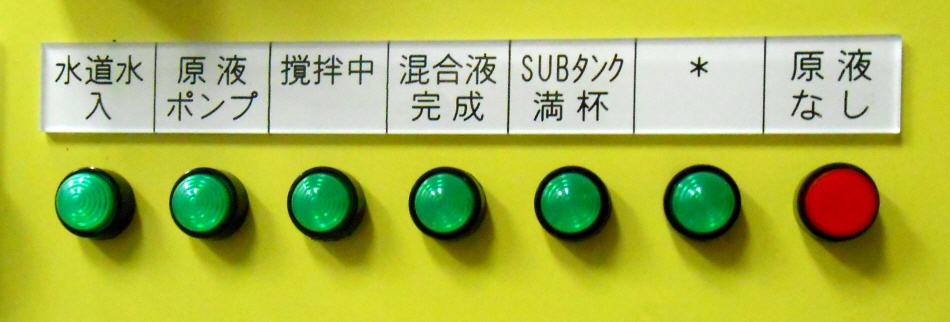 水道水
入
原液
ポンプ
撹拌中
混合液
完成
SUBタンク
満杯
*
原液
なし